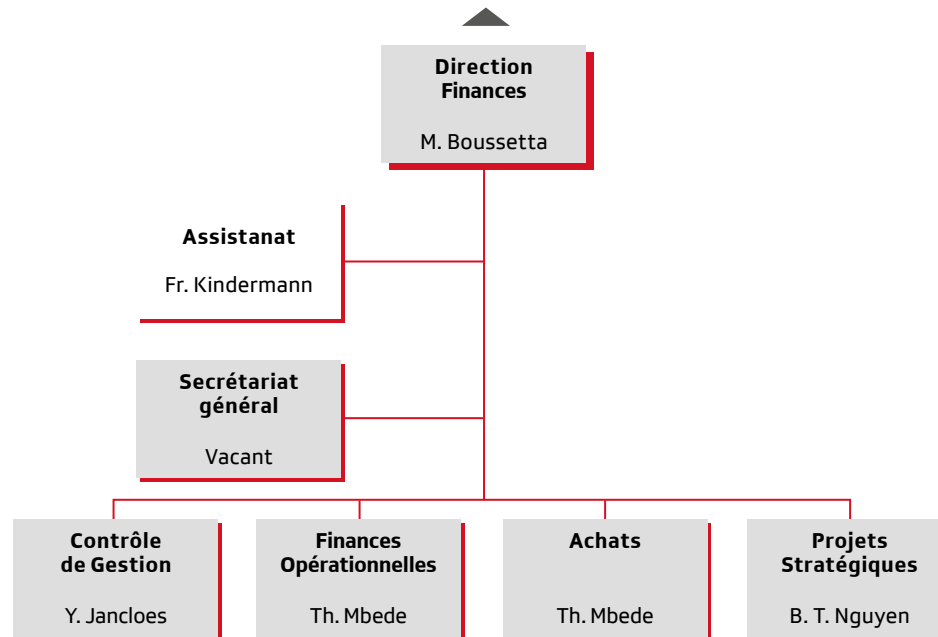 Direction
Finances
M. Boussetta
Assistanat
Fr. Kindermann
Secrétariat
général
Vacant
Contrôle
de Gestion
Y. Jancloes
Finances
Opérationnelles
Th. Mbede
Achats
Th. Mbede
Projets
Stratégiques
B. T. Nguyen